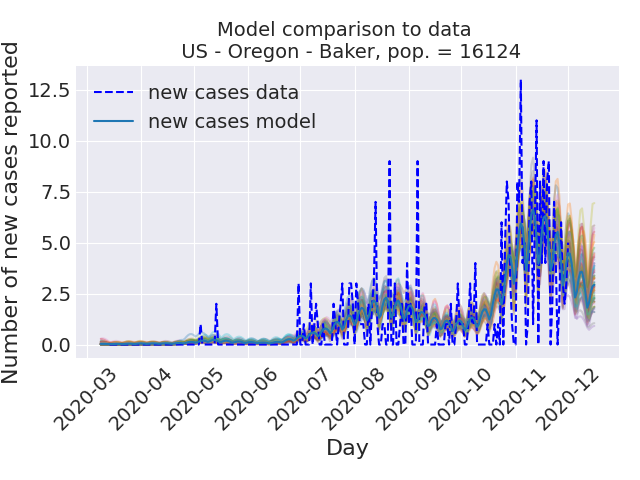 Model comparison to data
US - Oregon - Baker, pop. = 16124
Number of new cases reported
12.5
10.0
7.5
5.0
2.5
0.0
new cases data
new cases model
2020-03
2020-04
2020-05
2020-06
2020-07
2020-08
2020-09
2020-10
2020-11
2020-12
Day